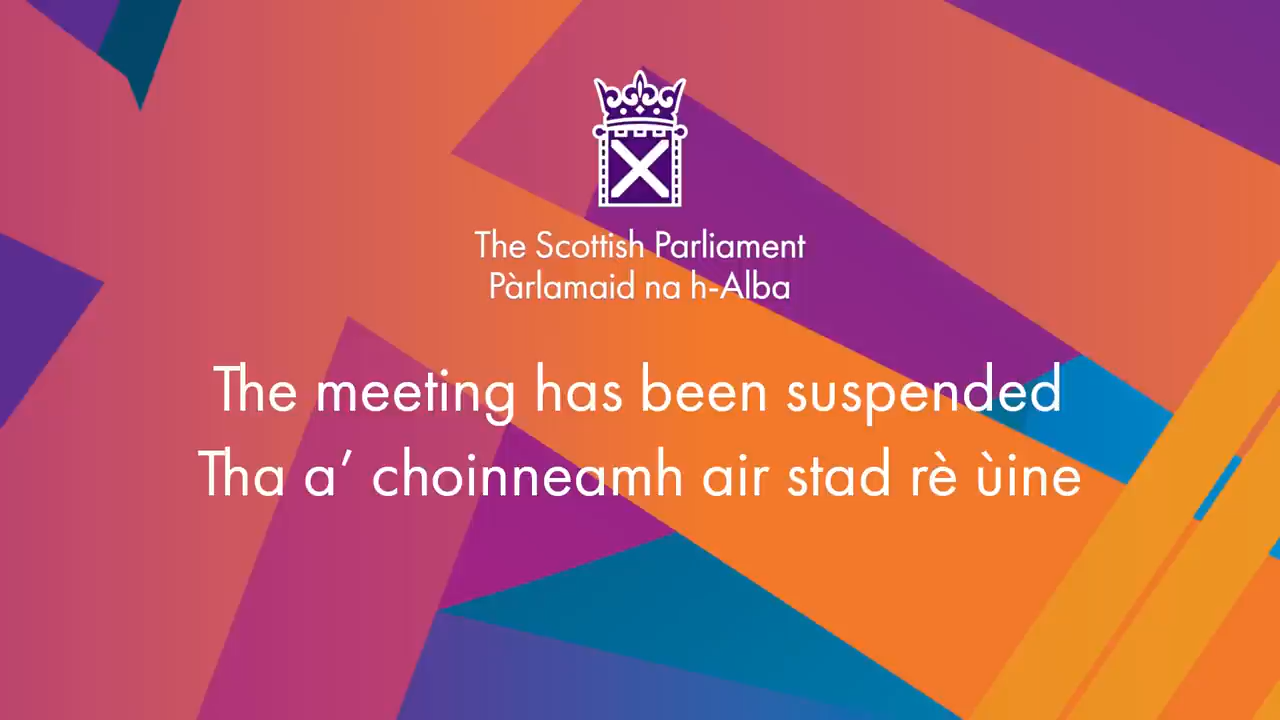 The Scottish Parliament
Pàrlamaid na h-Alba
The meeting has been suspended
Tha a’ choinneamh air stad rè ùine